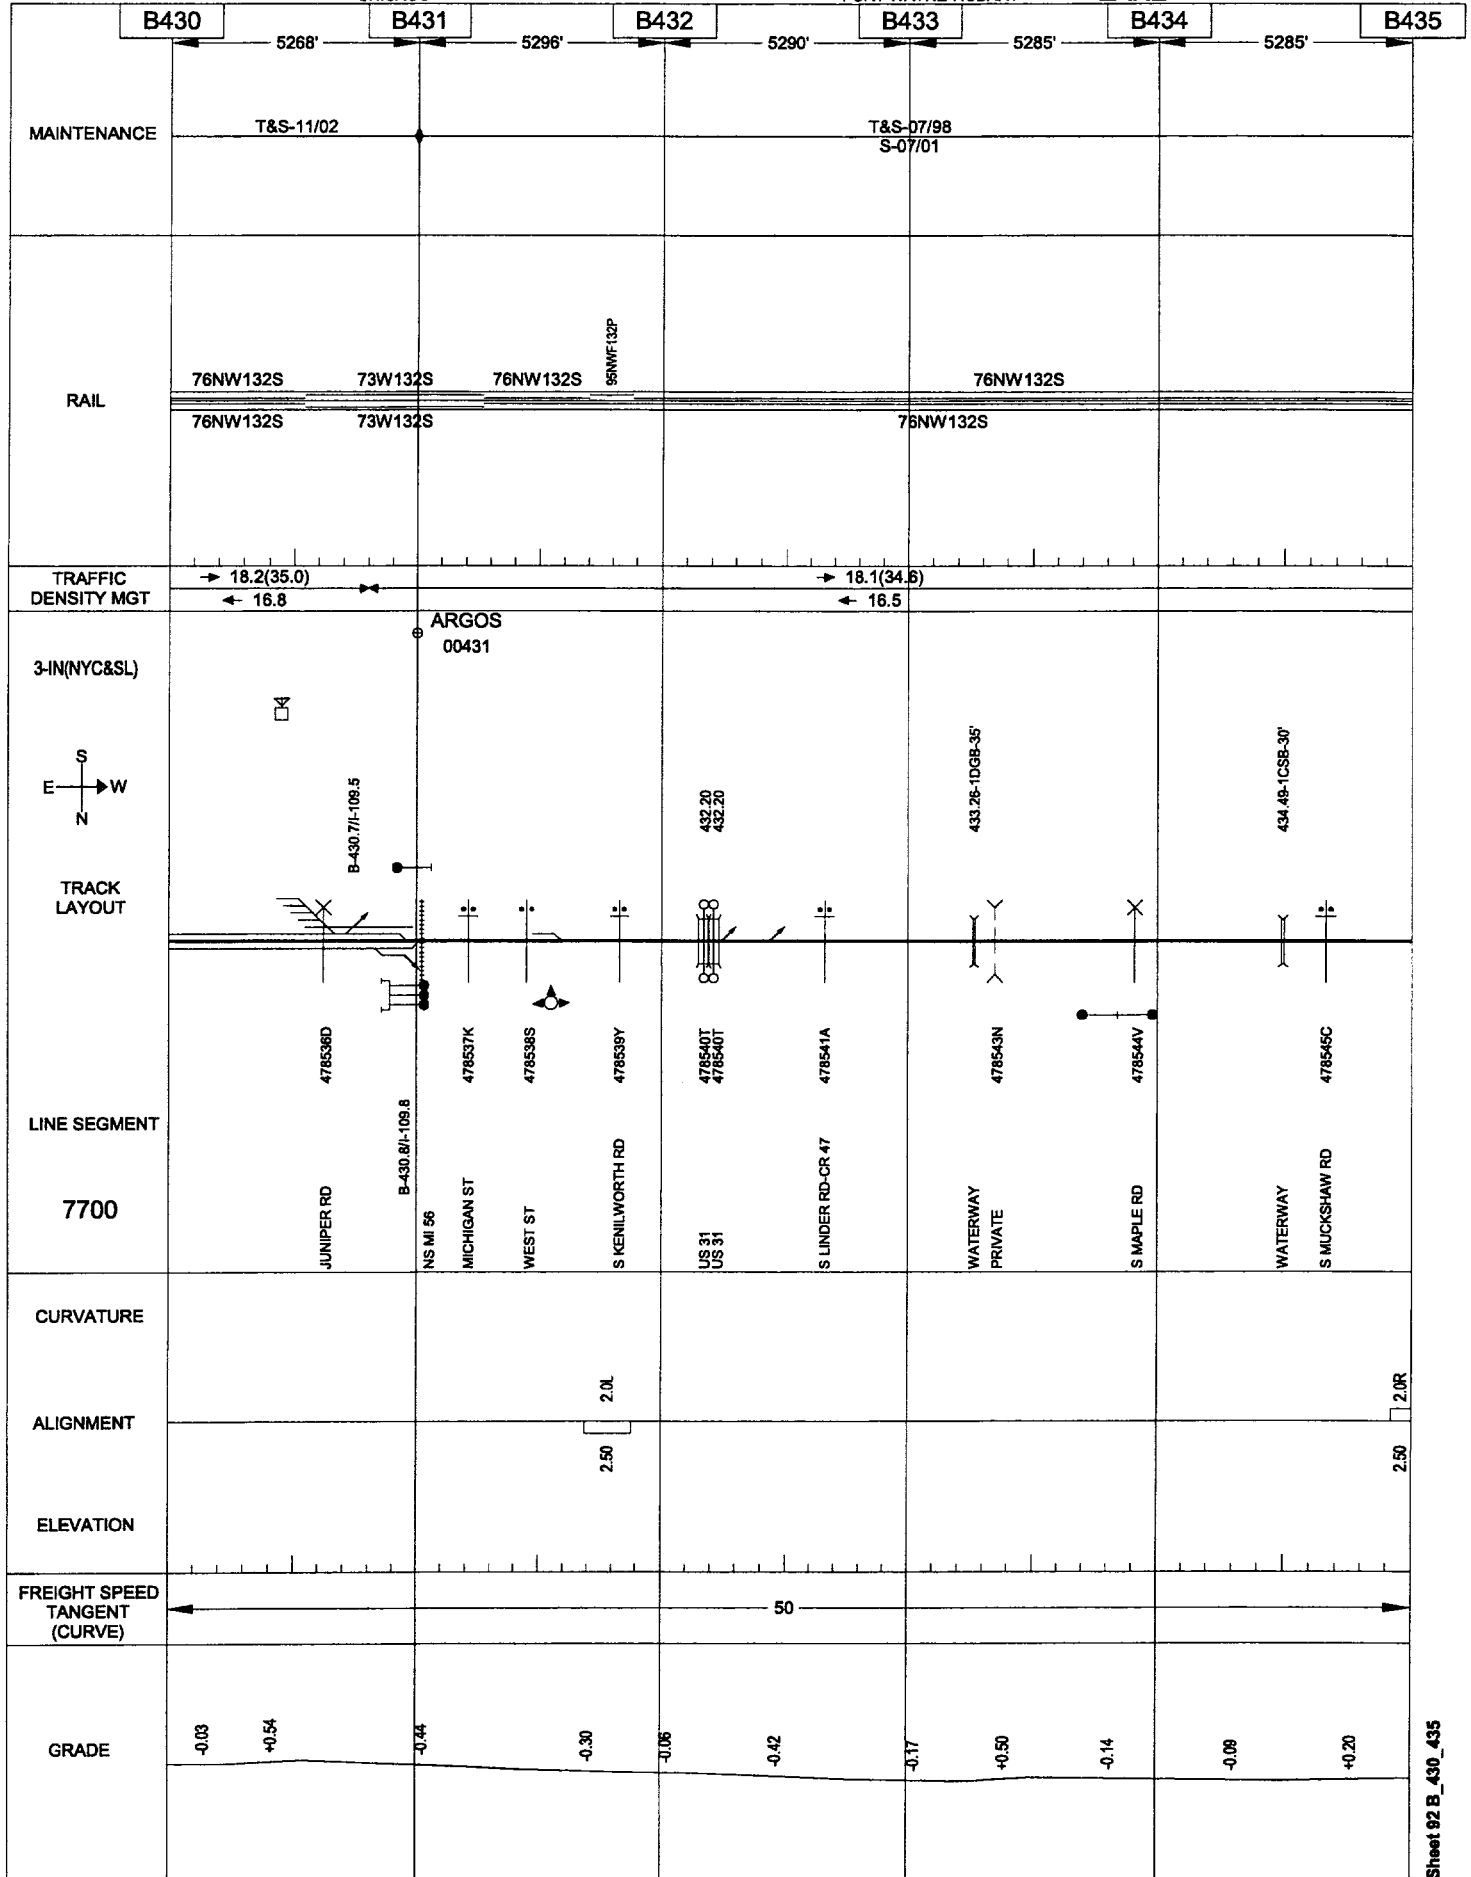 B430 B431 B432 B433 B434 B435
5268' 5296' 5290' 5285' 5285'
MAINTENANCE
T&S-11/02
T&S-07/98
S-07/01
95NWF132P
76NW132S 73W132S 76NW132S 76NW132S
RAIL
76NW132S 73W132S 76NW132S
TRAFFIC
DENSITY MGT
18.2(35.0) 18.1(34.6)
16.8 16.5
ARGOS
00431
3-IN(NYC&SL)
S
E W
N
B-430.7/I-109.5
432.20
432.20
433.26-1DGB-35'
434.49-1CSB-30'
TRACK
LAYOUT
478536D
478537K
478538S
478539Y
478540T
478540T
478541A
478543N
478544V
478545C
LINE SEGMENT
7700
B-430.8/I-109.8
JUNIPER RD
NS MI 56
MICHIGAN ST
WEST ST
S KENILWORTH RD
US 31
US 31
S LINDER RD-CR 47
WATERWAY
PRIVATE
S MAPLE RD
WATERWAY
S MUCKSHAW RD
CURVATURE
2.0L
2.0R
ALIGNMENT
2.50
2.50
ELEVATION
FREIGHT SPEED
TANGENT
(CURVE)
50
GRADE
-0.03
+0.54
-0.44
-0.30
-0.06
-0.42
-0.17
+0.50
-0.14
-0.09
+0.20
Sheet 92 B_430_435